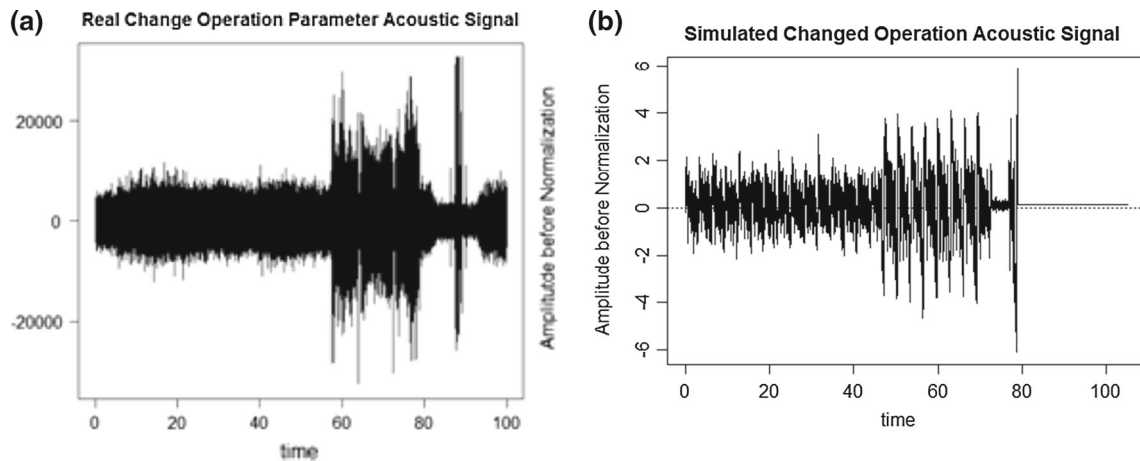 (a)
Real Change Operation Parameter Acoustic Signal
20000
0
-20000
0 20 40 60 80 100
time
Amplitutde before Normalization
(b)
Simulated Changed Operation Acoustic Signal
Amplitude before Normalization
6
4
2
0
-2
-4
-6
0 20 40 60 80 100
time